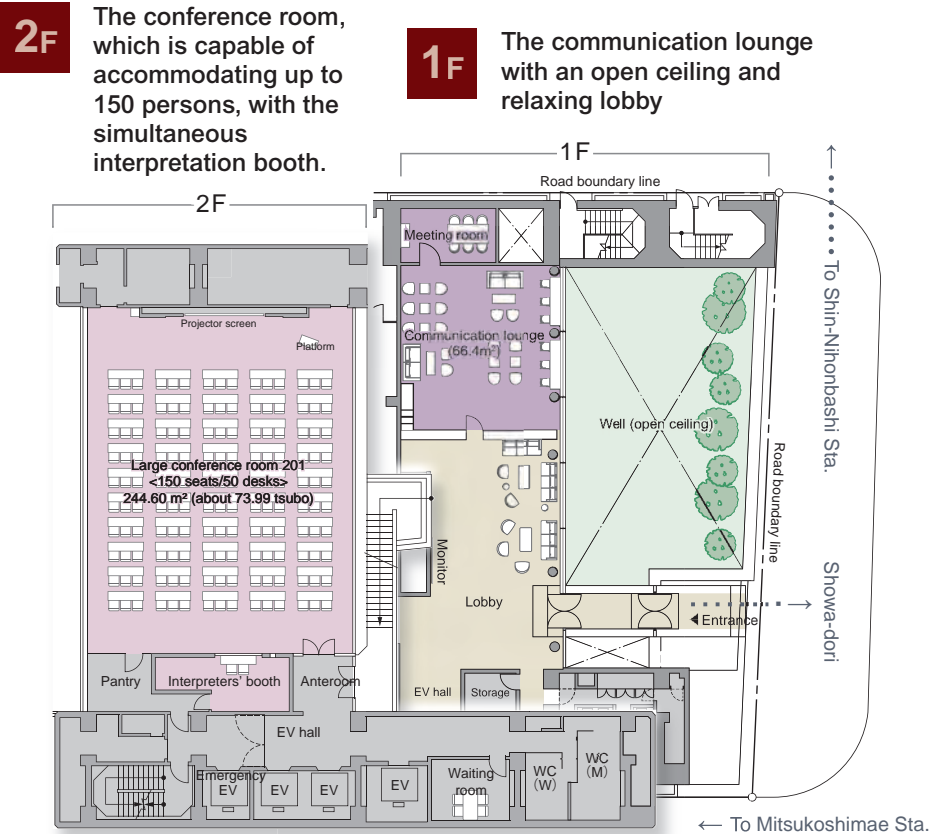 2F
The conference room,
which is capable of
accommodating up to
150 persons, with the
simultaneous
interpretation booth.
1F
The communication lounge
with an open ceiling and
relaxing lobby
1F
Road boundary line
2F
Meeting room
To Shin-Nihonbashi Sta.
Projector screen
Platform
Communication lounge
(66.4m²)
Well (open ceiling)
Road boundary line
Large conference room 201
<150 seats/50 desks>
244.60 m² (about 73.99 tsubo)
Monitor
Lobby
Showa-dori
Entrance
Pantry
Interpreters' booth
Anteroom
EV hall
Storage
EV hall
Emergency
EV
EV
EV
EV
Waiting
room
WC
(W)
WC
(M)
← To Mitsukoshimae Sta.